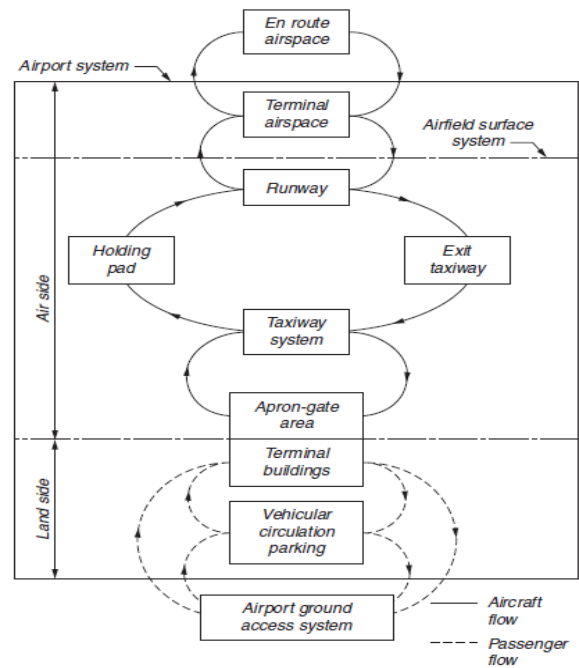 En route
airspace
Airport system
Terminal
airspace
Airfield surface
system
Runway
Holding
pad
Exit
taxiway
Air side
Taxiway
system
Apron-gate
area
Terminal
buildings
Land side
Vehicular
circulation
parking
Airport ground
access system
Aircraft
flow
Passenger
flow